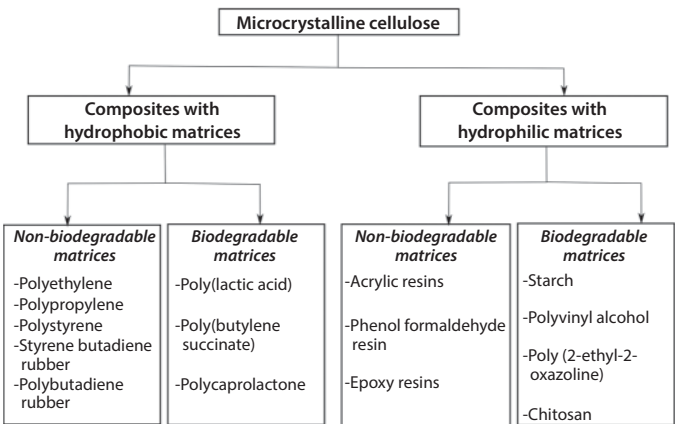 Microcrystalline cellulose
Composites with
hydrophobic matrices
Composites with
hydrophilic matrices
Non-biodegradable
matrices
-Polyethylene
-Polypropylene
-Polystyrene
-Styrene butadiene
rubber
-Polybutadiene
rubber
Biodegradable
matrices
-Poly(lactic acid)
-Poly(butylene
succinate)
-Polycaprolactone
Non-biodegradable
matrices
-Acrylic resins
-Phenol formaldehyde
resin
-Epoxy resins
Biodegradable
matrices
-Starch
-Polyvinyl alcohol
-Poly (2-ethyl-2-
oxazoline)
-Chitosan